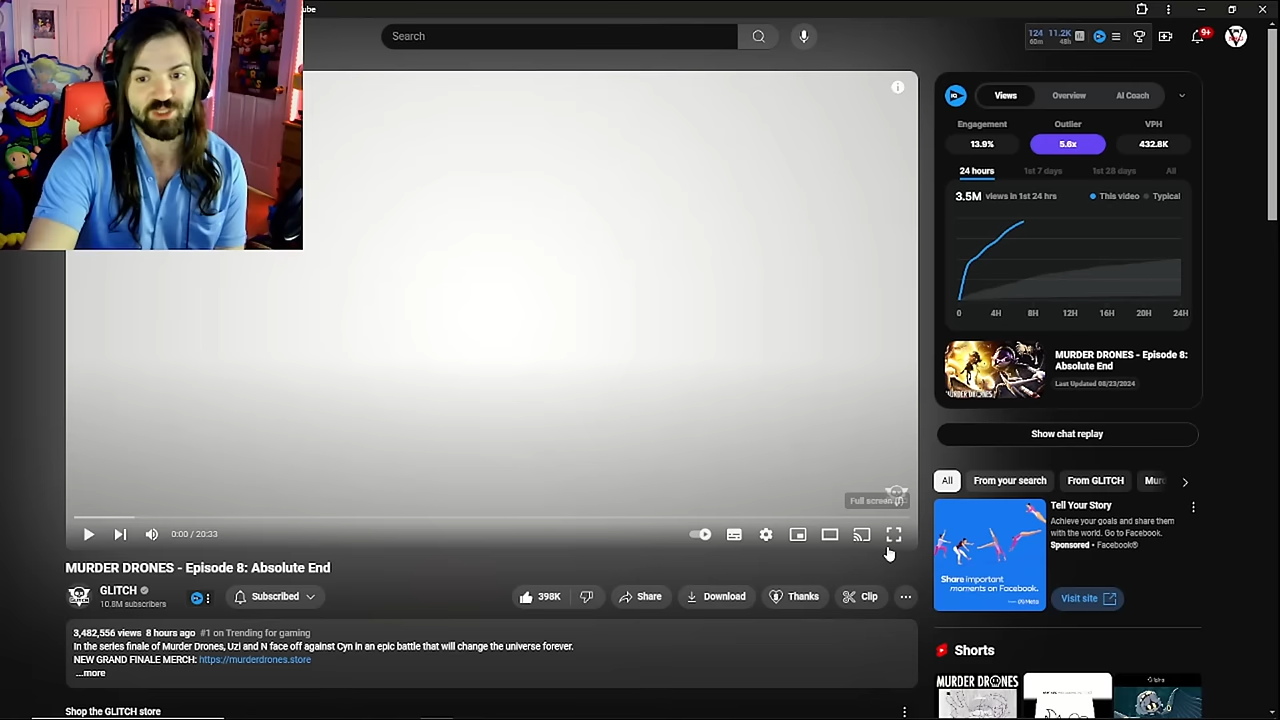 ube
Search
124
60m
11.2K
48h
9+
Views
Overview
AI Coach
Engagement
Outlier
VPH
13.9%
5.6x
432.8K
24 hours
1st 7 days
1st 28 days
All
3.5M views in 1st 24 hrs
This video
Typical
0
4H
8H
12H
16H
20H
24H
MURDER DRONES - Episode 8:
Absolute End
Last Updated 08/23/2024
Show chat replay
All
From your search
From GLITCH
Murd
Full screen (f)
0:00 / 20:33
Tell Your Story
Achieve your goals and share them
with the world. Go to Facebook.
Sponsored • Facebook®
Share important
moments on Facebook.
Visit site
MURDER DRONES - Episode 8: Absolute End
GLITCH
10.8M subscribers
Subscribed
398K
Share
Download
Thanks
Clip
3,482,556 views 8 hours ago #1 on Trending for gaming
In the series finale of Murder Drones, Uzi and N face off against Cyn in an epic battle that will change the universe forever.
NEW GRAND FINALE MERCH: https://murderdrones.store
...more
Shop the GLITCH store
Shorts
MURDER DRONES